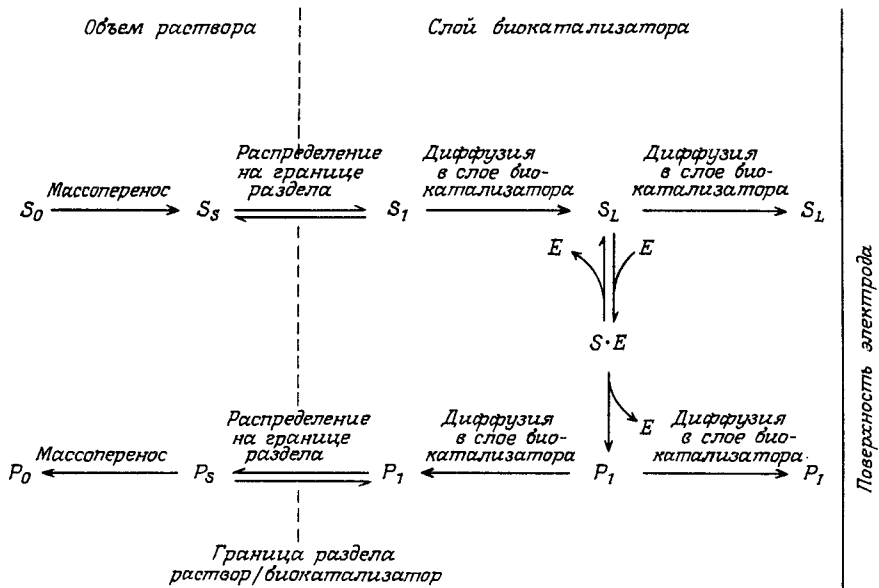 Объем раствора
Слой биокатализатора
Распределение
на границе
раздела
Диффузия
в слое био-
катализатора
Диффузия
в слое био-
катализатора
Массоперенос
S₀
Sₛ
S₁
S_L
S_L
E
E
S·E
E
Распределение
на границе
раздела
Диффузия
в слое био-
катализатора
Диффузия
в слое био-
катализатора
Массоперенос
P₀
Pₛ
P₁
P₁
P₁
Граница раздела
раствор/биокатализатор
Поверхность электрода